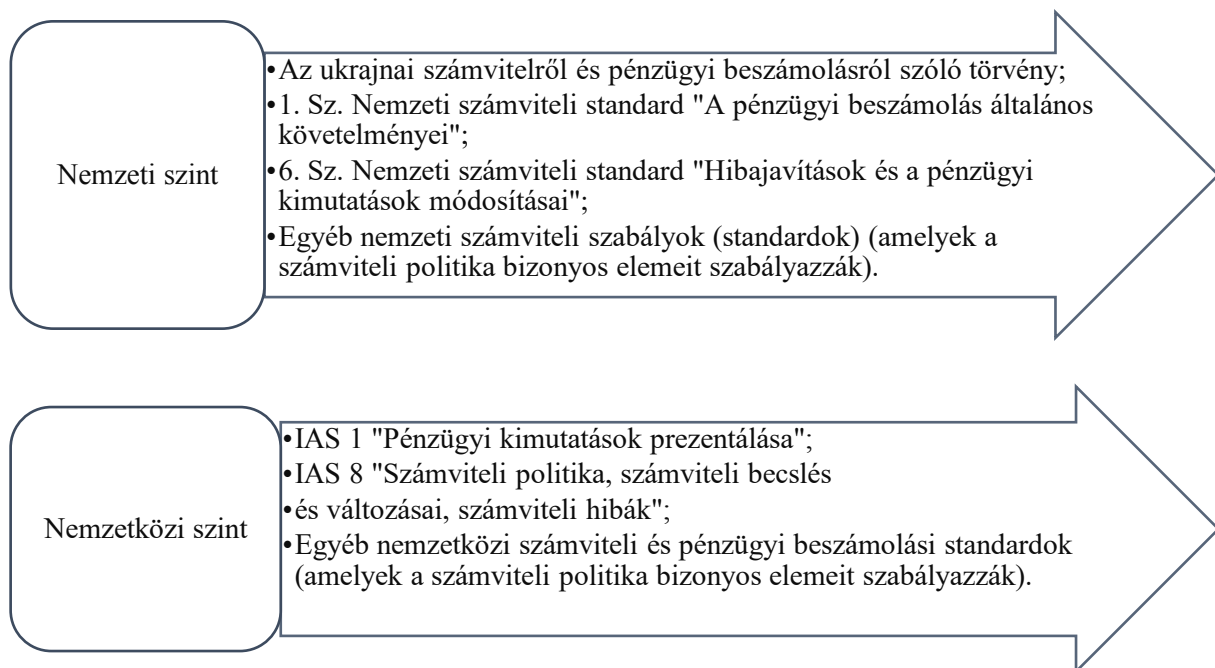 Nemzeti szint
•Az ukrajnai számvitelről és pénzügyi beszámolásról szóló törvény;
•1. Sz. Nemzeti számviteli standard "A pénzügyi beszámolás általános
követelményei";
•6. Sz. Nemzeti számviteli standard "Hibajavítások és a pénzügyi
kimutatások módosításai";
•Egyéb nemzeti számviteli szabályok (standardok) (amelyek a
számviteli politika bizonyos elemeit szabályazzák).
Nemzetközi szint
•IAS 1 "Pénzügyi kimutatások prezentálása";
•IAS 8 "Számviteli politika, számviteli becslés
•és változásai, számviteli hibák";
•Egyéb nemzetközi számviteli és pénzügyi beszámolási standardok
(amelyek a számviteli politika bizonyos elemeit szabályazzák).